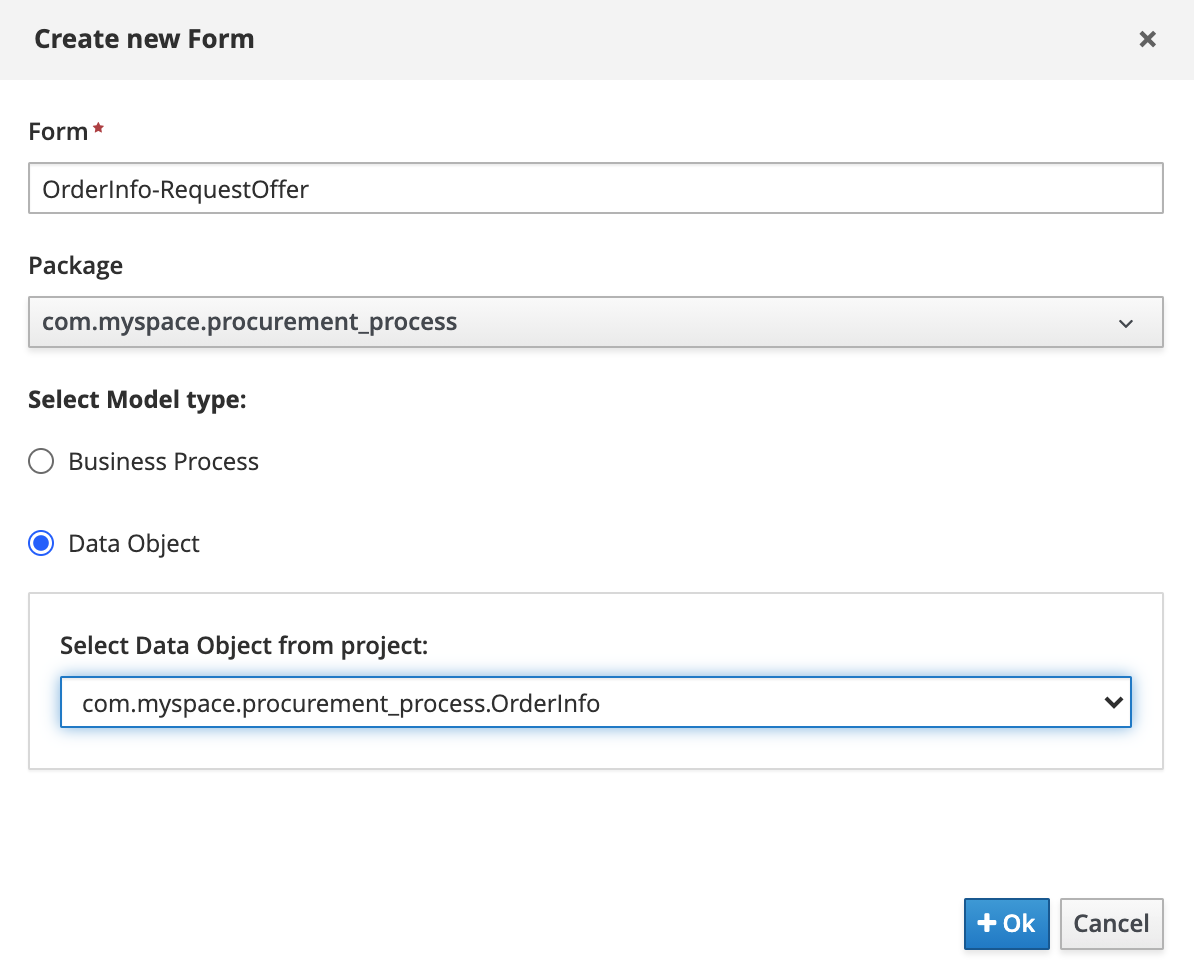 Create new Form
Form *
OrderInfo-RequestOffer
Package
com.myspace.procurement_process
Select Model type:
Business Process
Data Object
Select Data Object from project:
com.myspace.procurement_process.OrderInfo
Ok Cancel